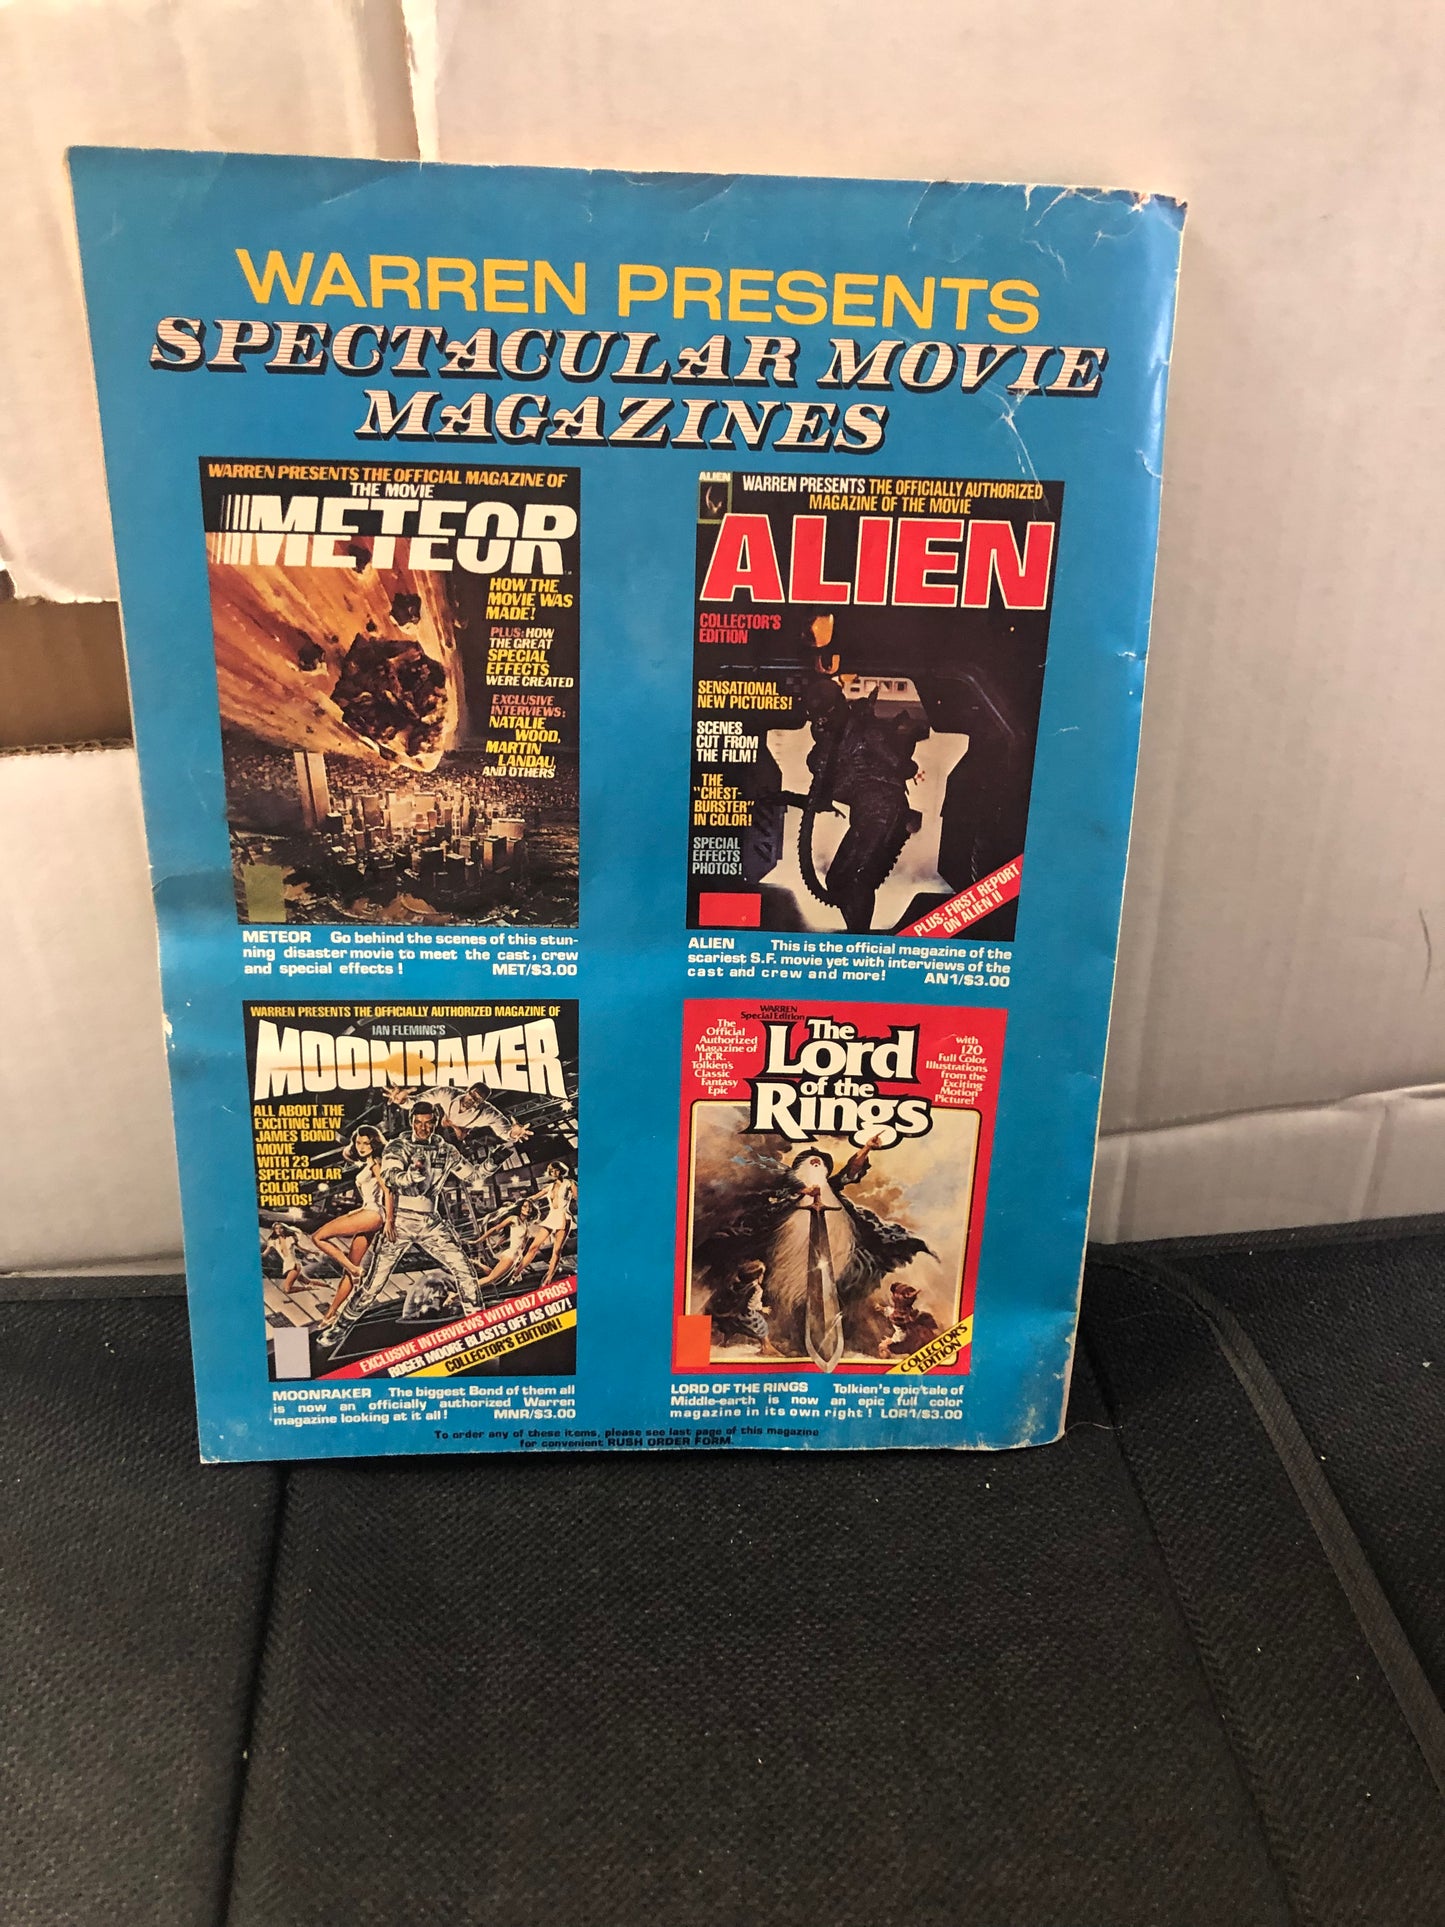 WARREN PRESENTS
SPECTACULAR MOVIE
MAGAZINES
WARREN PRESENTS THE OFFICIAL MAGAZINE OF
THE MOVIE
METEOR
HOW THE
MOVIE WAS
MADE!
PLUS: HOW
THE GREAT
SPECIAL
EFFECTS
WERE CREATED
EXCLUSIVE
INTERVIEWS:
NATALIE
WOOD,
MARTIN
LANDAU,
AND OTHERS
METEOR Go behind the scenes of this stun-
ning disaster movie to meet the cast, crew
and special effects! MET/$3.00
ALIEN
WARREN PRESENTS THE OFFICIALLY AUTHORIZED
MAGAZINE OF THE MOVIE
ALIEN
COLLECTOR'S
EDITION
SENSATIONAL
NEW PICTURES!
SCENES
CUT FROM
THE FILM!
THE
"CHEST-
BURSTER"
IN COLOR!
SPECIAL
EFFECTS
PHOTOS!
PLUS: FIRST REPORT
ON ALIEN II
ALIEN This is the official magazine of the
scariest S.F. movie yet with interviews of the
cast and crew and more! AN1/$3.00
WARREN PRESENTS THE OFFICIALLY AUTHORIZED MAGAZINE OF
IAN FLEMING'S
MOONRAKER
ALL ABOUT THE
EXCITING NEW
JAMES BOND
MOVIE
WITH 23
SPECTACULAR
COLOR
PHOTOS!
EXCLUSIVE INTERVIEWS WITH 007 PROS!
ROGER MOORE BLASTS OFF AS 007!
COLLECTOR'S EDITION!
MOONRAKER The biggest Bond of them all
is now an officially authorized Warren
magazine looking at it all! MNR/$3.00
WARREN
Special Edition
The
Official
Authorized
Magazine of
J.R.R.
Tolkien's
Classic
Fantasy
Epic
The
Lord
of the
Rings
with
120
Full Color
Illustrations
from the
Exciting
Motion
Picture!
COLLECTOR'S
EDITION
LORD OF THE RINGS Tolkien's epic tale of
Middle-earth is now an epic full color
magazine in its own right! LOR1/$3.00
To order any of these items, please see last page of this magazine
for convenient RUSH ORDER FORM.